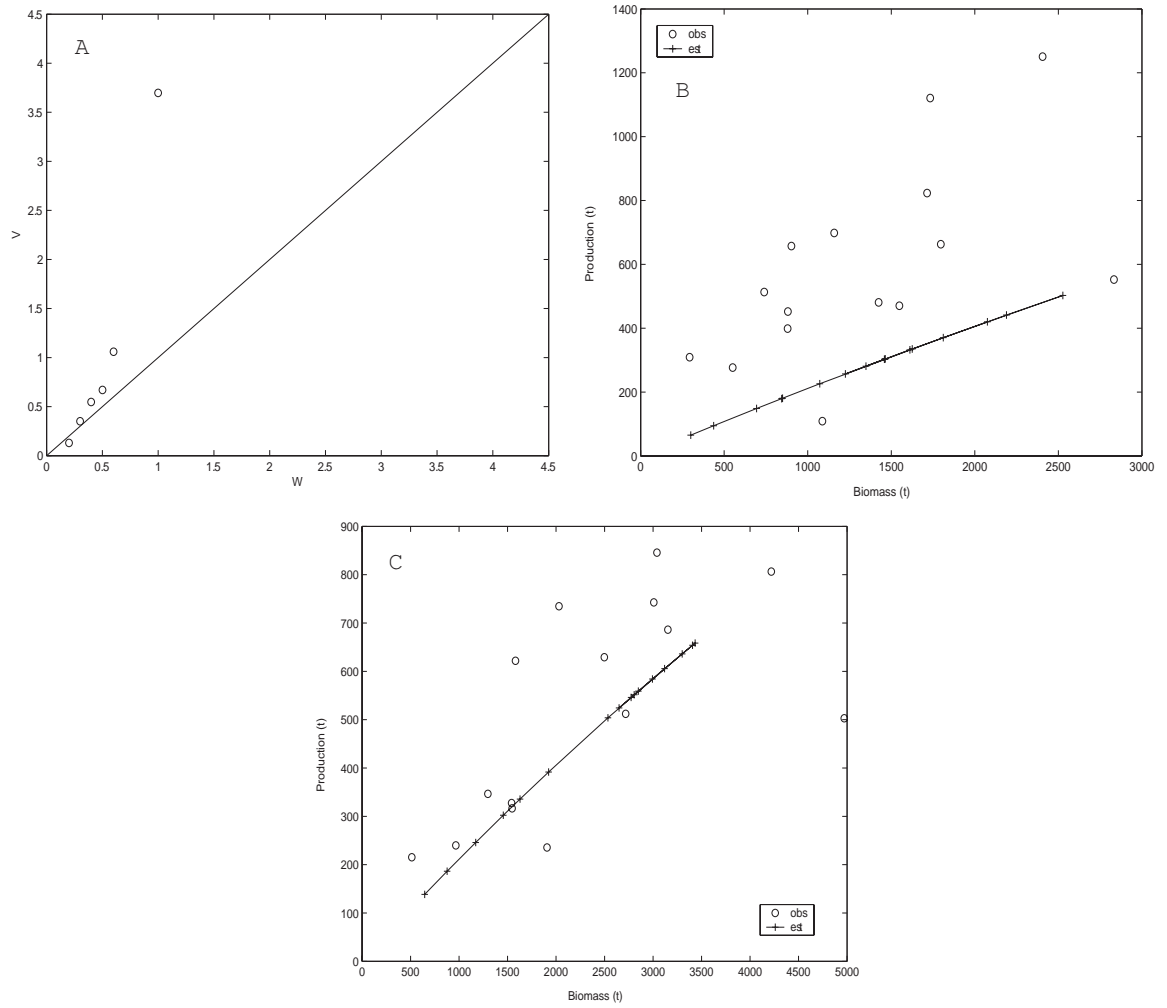 A
4.5
4
3.5
3
2.5
2
1.5
1
0.5
0
V
0 0.5 1 1.5 2 2.5 3 3.5 4 4.5
W
B
obs
est
1400
1200
1000
800
600
400
200
0
Production (t)
0 500 1000 1500 2000 2500 3000
Biomass (t)
C
900
800
700
600
500
400
300
200
100
0
Production (t)
obs
est
0 500 1000 1500 2000 2500 3000 3500 4000 4500 5000
Biomass (t)